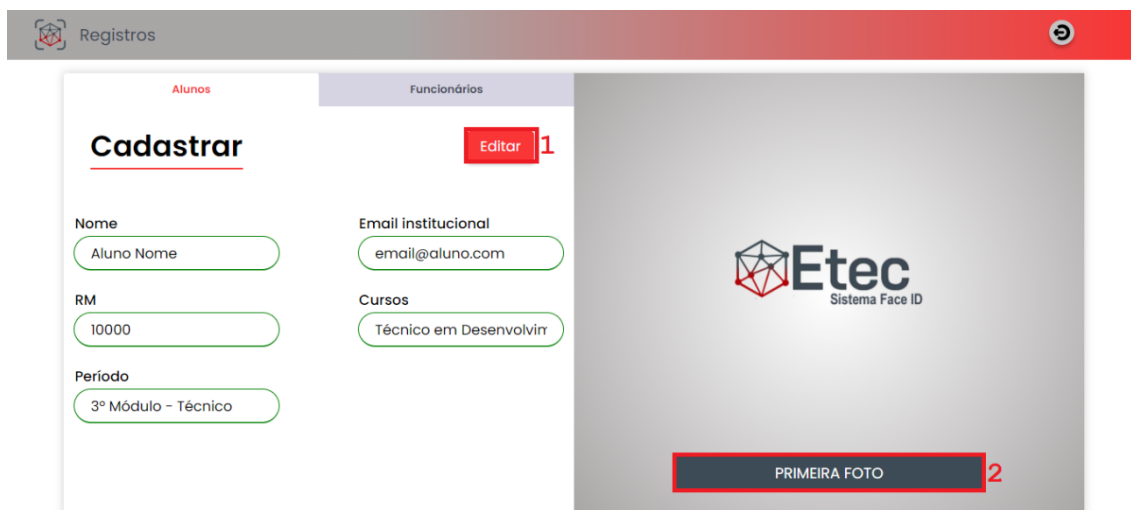 Registros
Alunos
Funcionários
Cadastrar
Editar
1
Nome
Email institucional
Aluno Nome
email@aluno.com
RM
Cursos
10000
Técnico em Desenvolvim
Período
3º Módulo - Técnico
Etec
Sistema Face ID
PRIMEIRA FOTO
2